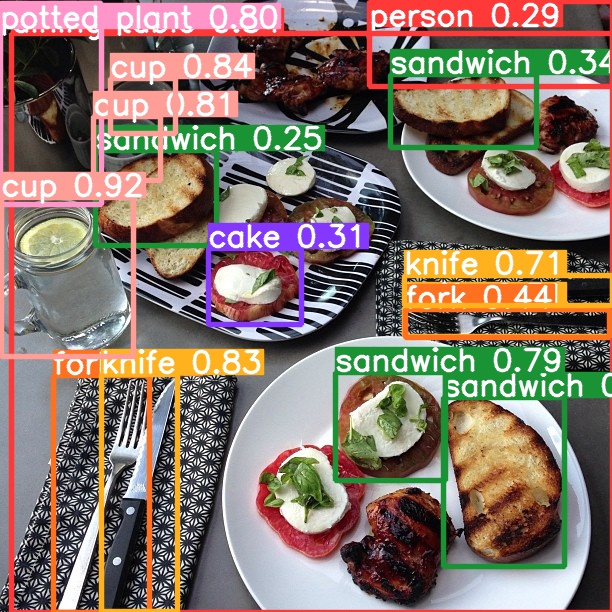 potted plant 0.80
person 0.29
cup 0.84
sandwich 0.34
cup 0.81
sandwich 0.25
cup 0.92
cake 0.31
knife 0.71
fork 0.44
knife 0.83
sandwich 0.79
sandwich